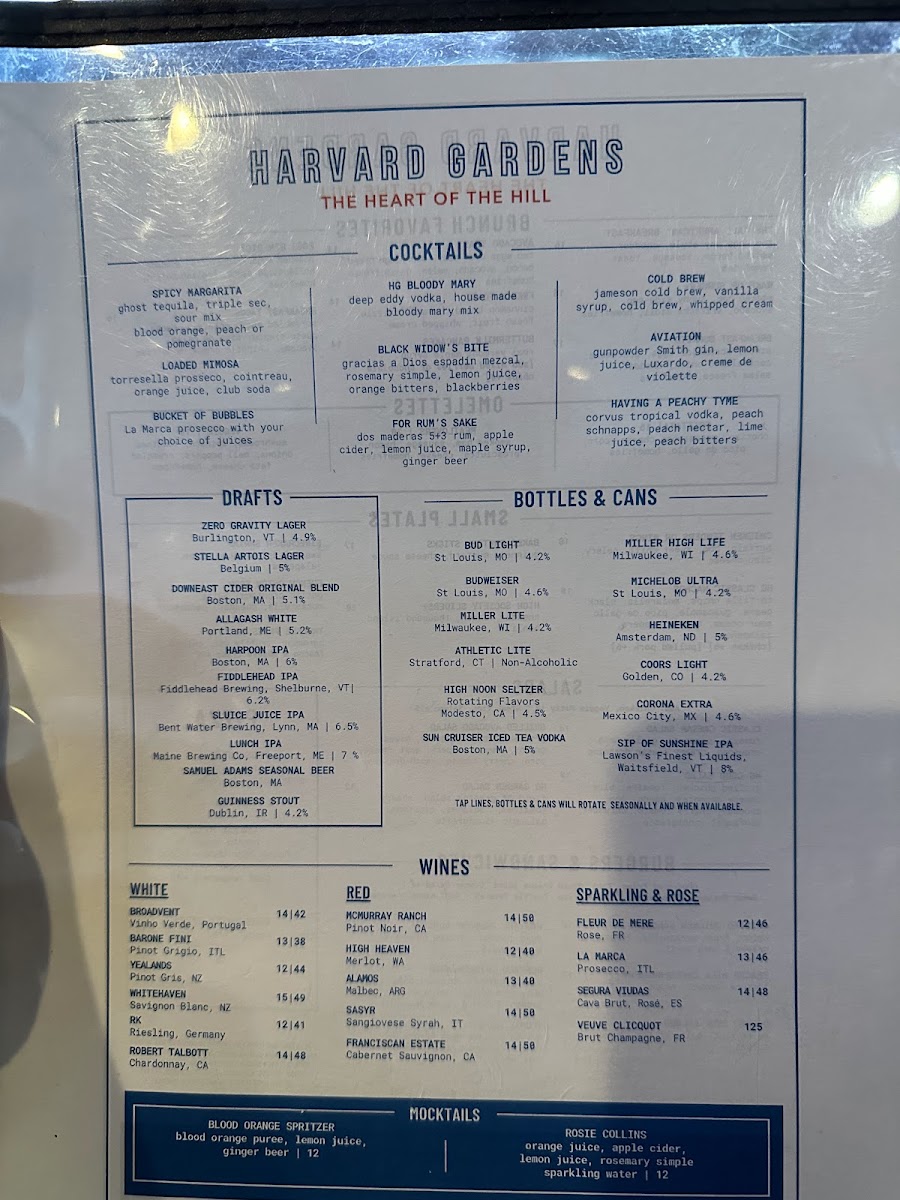 HARVARD GARDENS
THE HEART OF THE HILL
COCKTAILS
SPICY MARGARITA
ghost tequila, triple sec,
sour mix
blood orange, peach or
pomegranate
LOADED MIMOSA
torresella prosseco, cointreau,
orange juice, club soda
BUCKET OF BUBBLES
La Marca prosecco with your
choice of juices
HG BLOODY MARY
deep eddy vodka, house made
bloody mary mix
BLACK WIDOW'S BITE
gracias a Dios espadin mezcal,
rosemary simple, lemon juice,
orange bitters, blackberries
FOR RUM'S SAKE
dos maderas 5+3 rum, apple
cider, lemon juice, maple syrup,
ginger beer
COLD BREW
jameson cold brew, vanilla
syrup, cold brew, whipped cream
AVIATION
gunpowder Smith gin, lemon
juice, Luxardo, creme de
violette
HAVING A PEACHY TYME
corvus tropical vodka, peach
schnapps, peach nectar, lime
juice, peach bitters
DRAFTS
ZERO GRAVITY LAGER
Burlington, VT | 4.9%
STELLA ARTOIS LAGER
Belgium | 5%
DOWNEAST CIDER ORIGINAL BLEND
Boston, MA | 5.1%
ALLAGASH WHITE
Portland, ME | 5.2%
HARPOON IPA
Boston, MA | 6%
FIDDLEHEAD IPA
Fiddlehead Brewing, Shelburne, VT|
6.2%
SLUICE JUICE IPA
Bent Water Brewing, Lynn, MA | 6.5%
LUNCH IPA
Maine Brewing Co, Freeport, ME | 7 %
SAMUEL ADAMS SEASONAL BEER
Boston, MA
GUINNESS STOUT
Dublin, IR | 4.2%
BOTTLES & CANS
BUD LIGHT
St Louis, MO | 4.2%
BUDWEISER
St Louis, MO | 4.6%
MILLER LITE
Milwaukee, WI | 4.2%
ATHLETIC LITE
Stratford, CT | Non-Alcoholic
HIGH NOON SELTZER
Rotating Flavors
Modesto, CA | 4.5%
SUN CRUISER ICED TEA VODKA
Boston, MA | 5%
MILLER HIGH LIFE
Milwaukee, WI | 4.6%
MICHELOB ULTRA
St Louis, MO | 4.2%
HEINEKEN
Amsterdam, ND | 5%
COORS LIGHT
Golden, CO | 4.2%
CORONA EXTRA
Mexico City, MX | 4.6%
SIP OF SUNSHINE IPA
Lawson's Finest Liquids,
Waitsfield, VT | 8%
TAP LINES, BOTTLES & CANS WILL ROTATE SEASONALLY AND WHEN AVAILABLE.
WINES
WHITE
BROADVENT 14|42
Vinho Verde, Portugal
BARONE FINI 13|38
Pinot Grigio, ITL
YEALANDS 12|44
Pinot Gris, NZ
WHITEHAVEN 15|49
Savignon Blanc, NZ
RK 12|41
Riesling, Germany
ROBERT TALBOTT 14|48
Chardonnay, CA
RED
MCMURRAY RANCH 14|50
Pinot Noir, CA
HIGH HEAVEN 12|40
Merlot, WA
ALAMOS 13|40
Malbec, ARG
SASYR 14|50
Sangiovese Syrah, IT
FRANCISCAN ESTATE 14|50
Cabernet Sauvignon, CA
SPARKLING & ROSE
FLEUR DE MERE 12|46
Rose, FR
LA MARCA 13|46
Prosecco, ITL
SEGURA VIUDAS 14|48
Cava Brut, Rosé, ES
VEUVE CLICQUOT 125
Brut Champagne, FR
MOCKTAILS
BLOOD ORANGE SPRITZER
blood orange puree, lemon juice,
ginger beer | 12
ROSIE COLLINS
orange juice, apple cider,
lemon juice, rosemary simple
sparkling water | 12